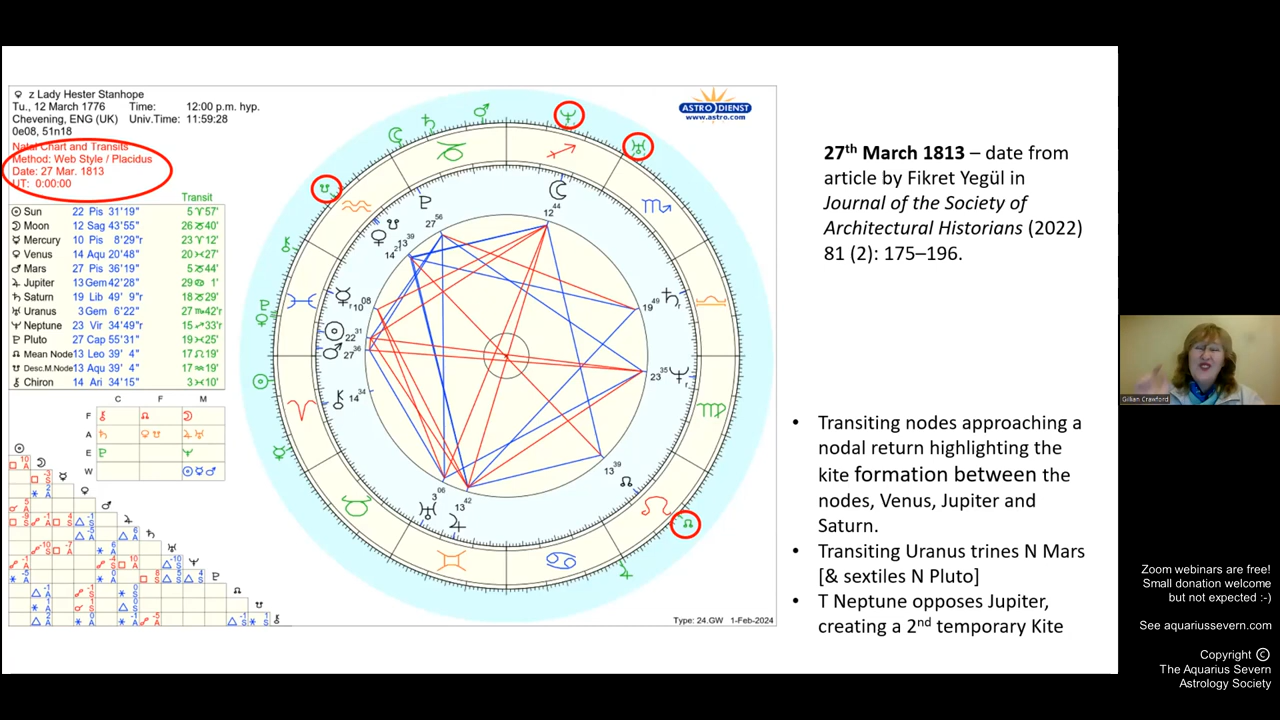 z Lady Hester Stanhope
Tu., 12 March 1776 Time: 12:00 p.m. hyp.
Chevening, ENG (UK) Univ.Time: 11:59:28
0e08, 51n18
Natal Chart and Transits
Method: Web Style / Placidus
Date: 27 Mar. 1813
UT: 0:00:00
ASTRO DIENST
www.astro.com
Transit
Sun 22 Pis 31'19" 5 ♈ 57'
Moon 12 Sag 43'55" 26 ♑ 40'
Mercury 10 Pis 8'29"r 23 ♈ 12'
Venus 14 Aqu 20'48" 20 ♓ 27'
Mars 27 Pis 36'19" 5 ♑ 44'
Jupiter 13 Gem 42'28" 29 ♋ 1'
Saturn 19 Lib 49' 9"r 18 ♑ 29'
Uranus 3 Gem 6'22" 27 ♏ 42'r
Neptune 23 Vir 34'49"r 15 ♐ 33'r
Pluto 27 Cap 55'31" 19 ♓ 25'
Mean Node 13 Leo 39' 4" 17 ♌ 19'
Desc.M.Node 13 Aqu 39' 4" 17 ♒ 19'
Chiron 14 Ari 34'15" 3 ♓ 10'
C F M
F
A
E
W
Type: 24.GW 1-Feb-2024
27th March 1813 – date from
article by Fikret Yegül in
Journal of the Society of
Architectural Historians (2022)
81 (2): 175–196.
• Transiting nodes approaching a
nodal return highlighting the
kite formation between the
nodes, Venus, Jupiter and
Saturn.
• Transiting Uranus trines N Mars
[& sextiles N Pluto]
• T Neptune opposes Jupiter,
creating a 2nd temporary Kite
Gillian Crawford
Zoom webinars are free!
Small donation welcome
but not expected :-)
See aquariussevern.com
Copyright ©
The Aquarius Severn
Astrology Society